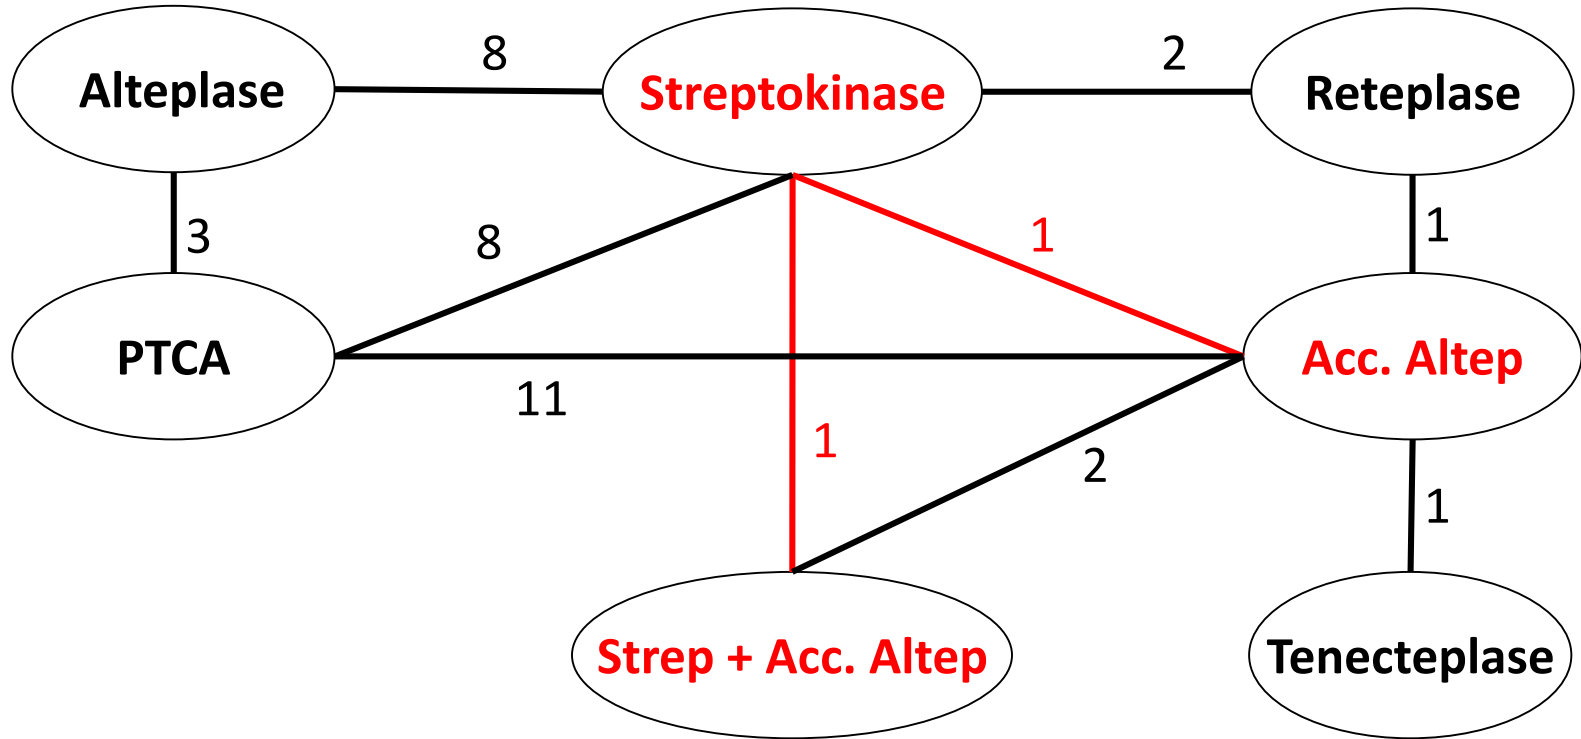 8
2
Alteplase
Streptokinase
Reteplase
3
8
1
1
PTCA
Acc. Altep
11
1
2
1
Strep + Acc. Altep
Tenecteplase